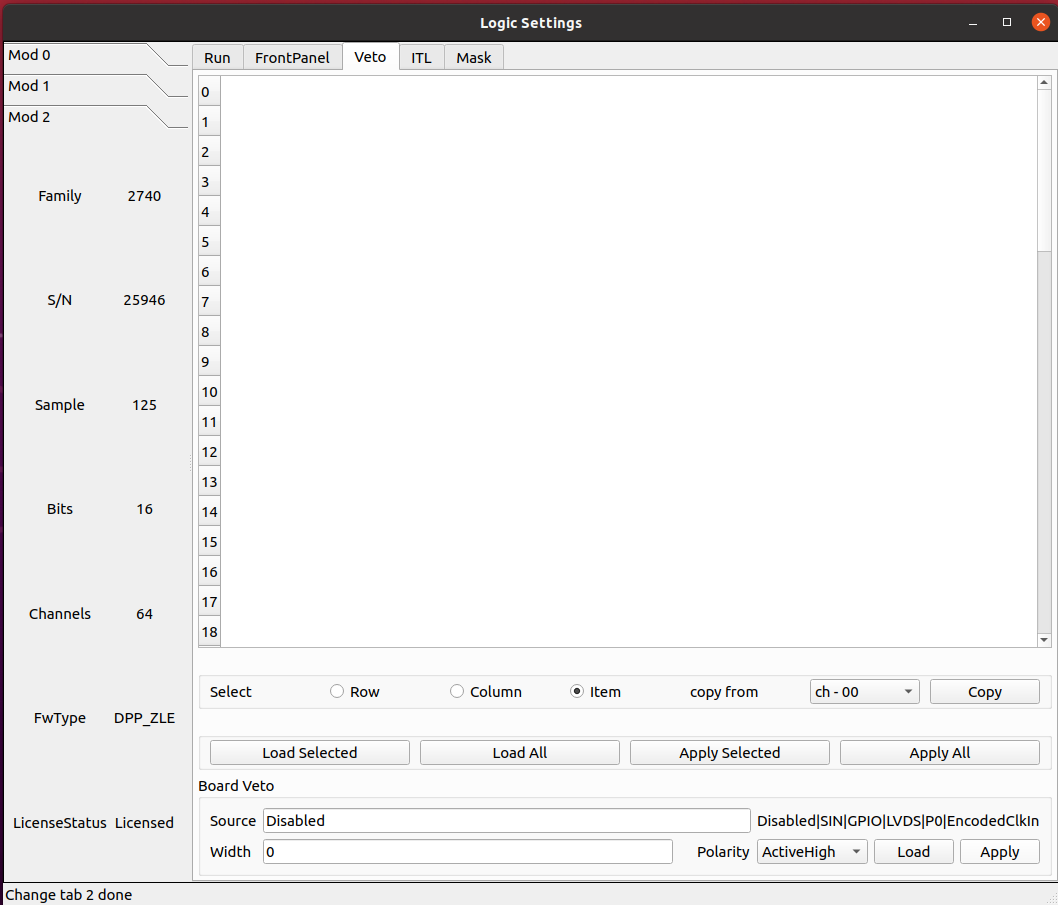 Logic Settings
Mod 0
Mod 1
Mod 2
Run FrontPanel Veto ITL Mask
Family 2740
S/N 25946
Sample 125
Bits 16
Channels 64
FwType DPP_ZLE
LicenseStatus Licensed
0
1
2
3
4
5
6
7
8
9
10
11
12
13
14
15
16
17
18
Select Row Column Item copy from ch - 00 Copy
Load Selected Load All Apply Selected Apply All
Board Veto
Source Disabled Disabled|SIN|GPIO|LVDS|P0|EncodedClkIn
Width 0 Polarity ActiveHigh Load Apply
Change tab 2 done